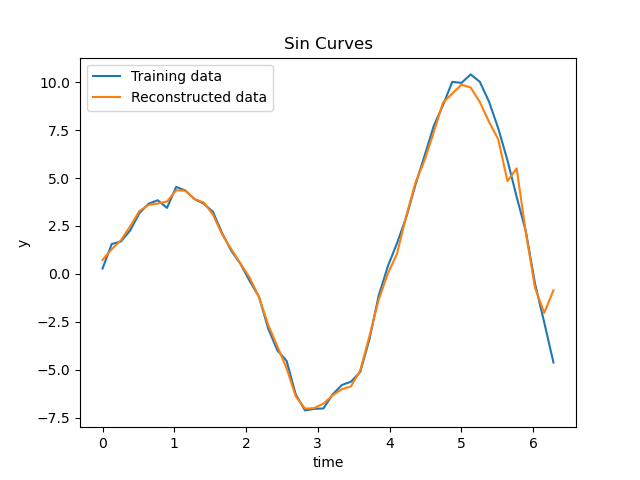 Sin Curves
Training data
Reconstructed data
10.0
7.5
5.0
2.5
0.0
−2.5
−5.0
−7.5
y
0 1 2 3 4 5 6
time